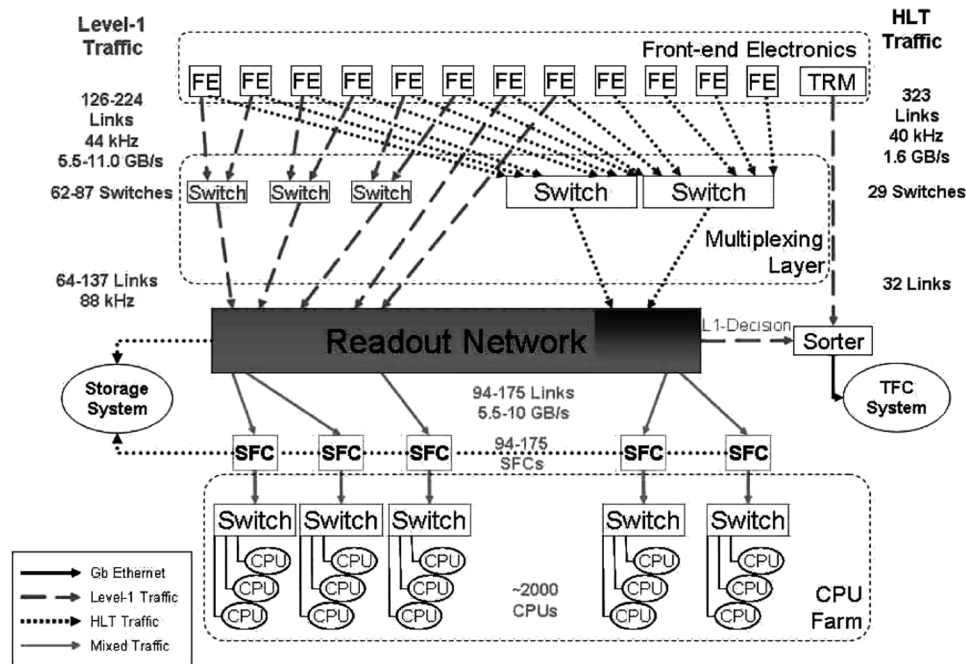 Level-1
Traffic
HLT
Traffic
Front-end Electronics
FE FE FE FE FE FE FE FE FE FE FE FE TRM
126-224
Links
44 kHz
5.5-11.0 GB/s
323
Links
40 kHz
1.6 GB/s
62-87 Switches
Switch Switch Switch Switch Switch
29 Switches
Multiplexing
Layer
64-137 Links
88 kHz
32 Links
Readout Network
L1-Decision
Sorter
Storage
System
94-175 Links
5.5-10 GB/s
TFC
System
SFC SFC SFC SFC SFC
94-175
SFCs
Switch Switch Switch Switch Switch
CPU CPU CPU CPU CPU
CPU CPU CPU CPU CPU
CPU CPU CPU CPU CPU
~2000
CPUs
CPU
Farm
Gb Ethernet
Level-1 Traffic
HLT Traffic
Mixed Traffic